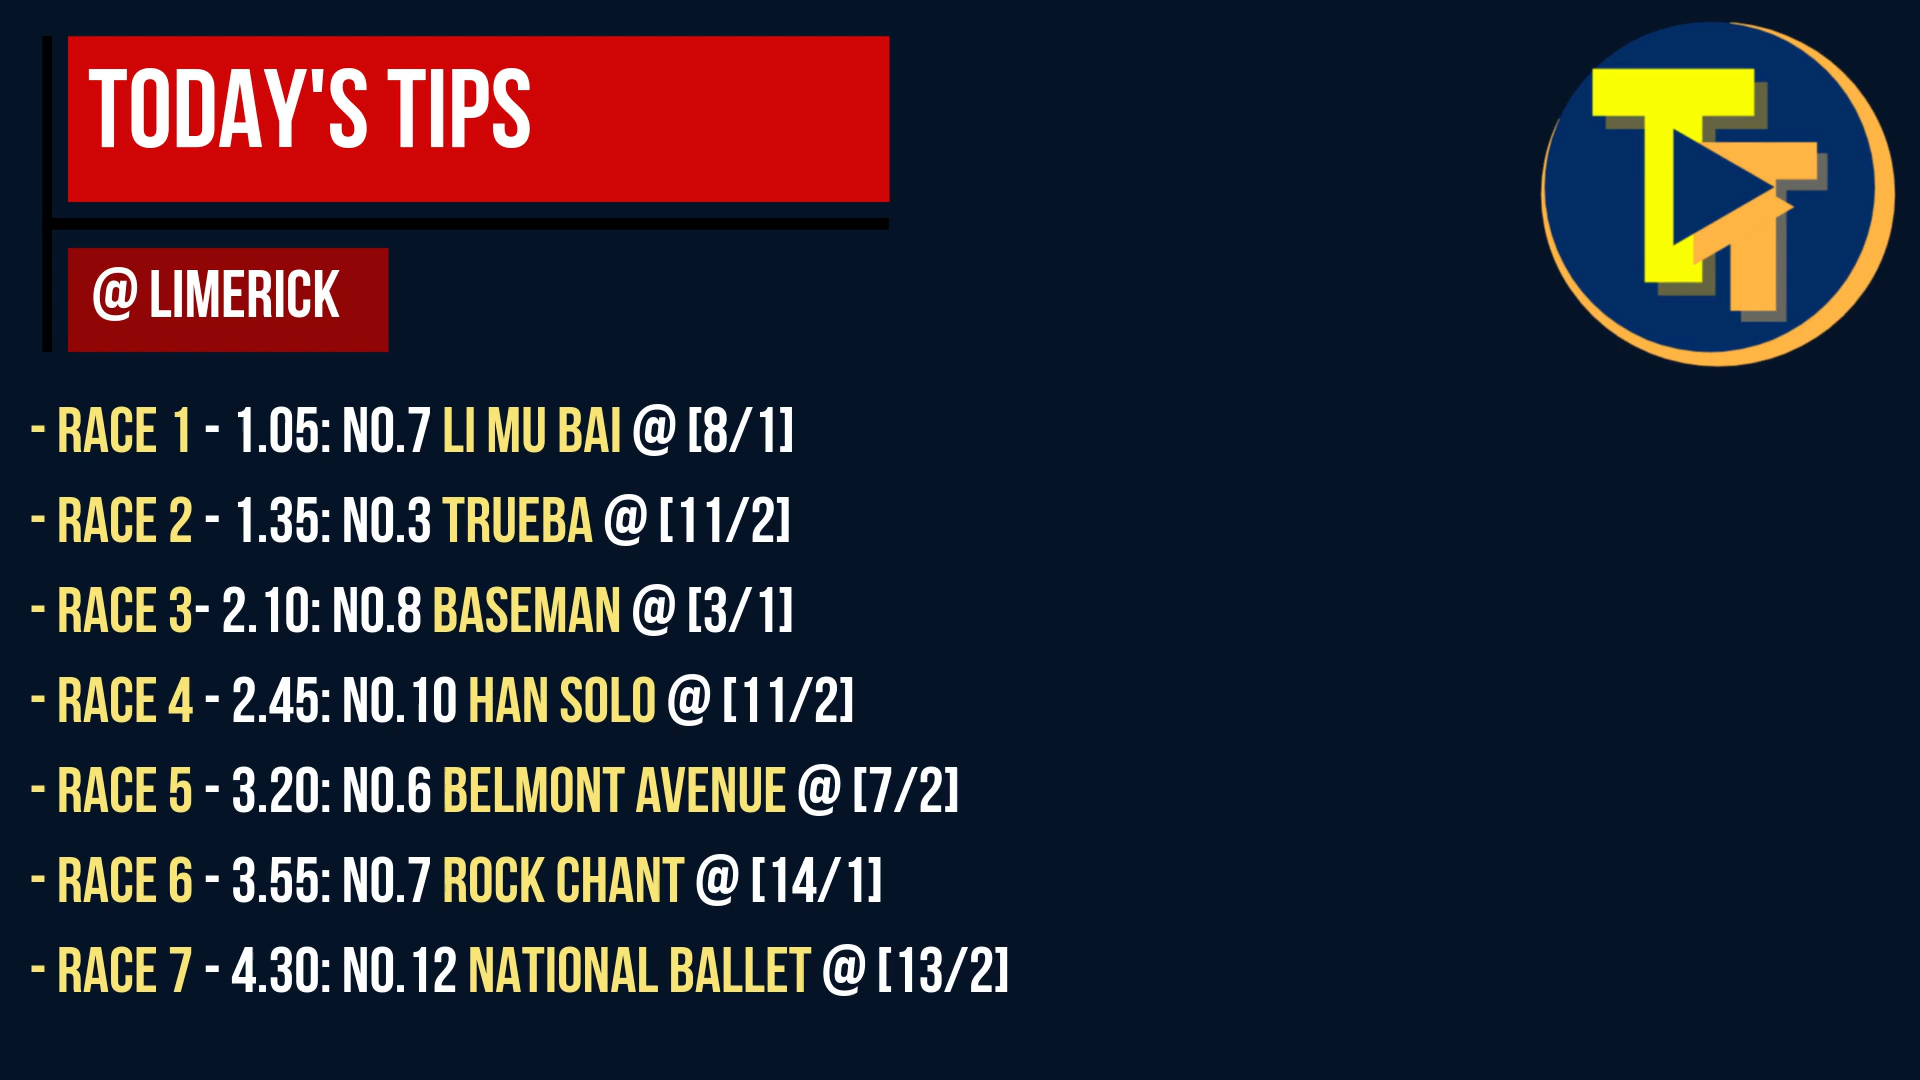 TODAY'S TIPS
@ LIMERICK
- RACE 1 - 1.05: NO.7 LI MU BAI @ [8/1]
- RACE 2 - 1.35: NO.3 TRUEBA @ [11/2]
- RACE 3- 2.10: NO.8 BASEMAN @ [3/1]
- RACE 4 - 2.45: NO.10 HAN SOLO @ [11/2]
- RACE 5 - 3.20: NO.6 BELMONT AVENUE @ [7/2]
- RACE 6 - 3.55: NO.7 ROCK CHANT @ [14/1]
- RACE 7 - 4.30: NO.12 NATIONAL BALLET @ [13/2]
TT